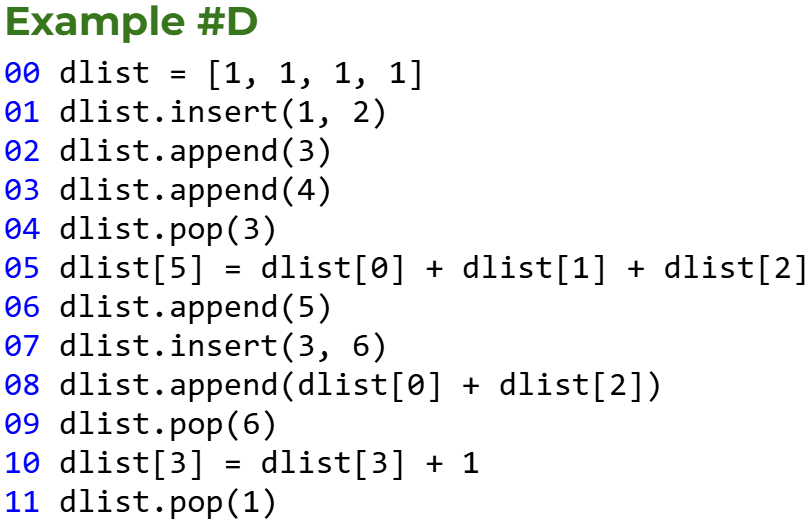 Example #D
00 dlist = [1, 1, 1, 1]
01 dlist.insert(1, 2)
02 dlist.append(3)
03 dlist.append(4)
04 dlist.pop(3)
05 dlist[5] = dlist[0] + dlist[1] + dlist[2]
06 dlist.append(5)
07 dlist.insert(3, 6)
08 dlist.append(dlist[0] + dlist[2])
09 dlist.pop(6)
10 dlist[3] = dlist[3] + 1
11 dlist.pop(1)